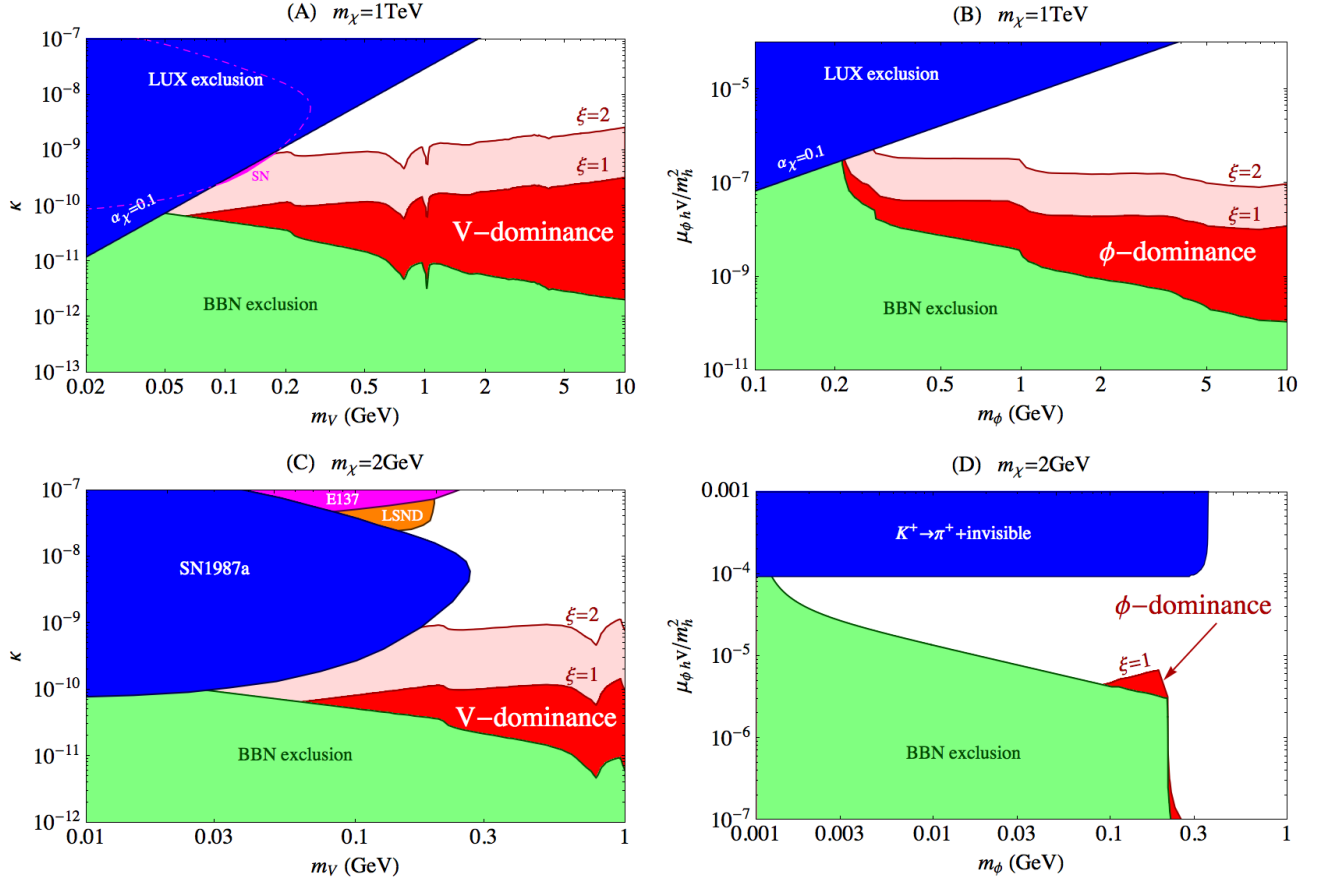 (A) mχ=1TeV
10⁻⁷
10⁻⁸
10⁻⁹
10⁻¹⁰
10⁻¹¹
10⁻¹²
10⁻¹³
κ
LUX exclusion
ξ=2
ξ=1
SN
αχ=0.1
V−dominance
BBN exclusion
0.02 0.05 0.1 0.2 0.5 1 2 5 10
mV (GeV)
(B) mχ=1TeV
10⁻⁵
10⁻⁷
10⁻⁹
10⁻¹¹
μϕh v/mh²
LUX exclusion
αχ=0.1
ξ=2
ξ=1
ϕ−dominance
BBN exclusion
0.1 0.2 0.5 1 2 5 10
mϕ (GeV)
(C) mχ=2GeV
10⁻⁷
10⁻⁸
10⁻⁹
10⁻¹⁰
10⁻¹¹
10⁻¹²
κ
E137
LSND
SN1987a
ξ=2
ξ=1
V−dominance
BBN exclusion
0.01 0.03 0.1 0.3 1
mV (GeV)
(D) mχ=2GeV
0.001
10⁻⁴
10⁻⁵
10⁻⁶
10⁻⁷
μϕh v/mh²
K⁺→π⁺+invisible
ϕ−dominance
ξ=1
BBN exclusion
0.001 0.003 0.01 0.03 0.1 0.3 1
mϕ (GeV)